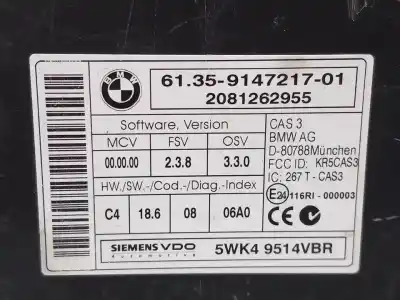 BMW
61.35-9147217-01
2081262955
Software, Version
MCV FSV OSV
00.00.00 2.3.8 3.3.0
HW./SW.-/Cod.-/Diag.-Index
C4 18.6 08 06A0
CAS 3
BMW AG
D-80788München
FCC ID: KR5CAS3
IC: 267 T - CAS3
E24 116RI - 000003
SIEMENS VDO
Automotive
5WK4 9514VBR